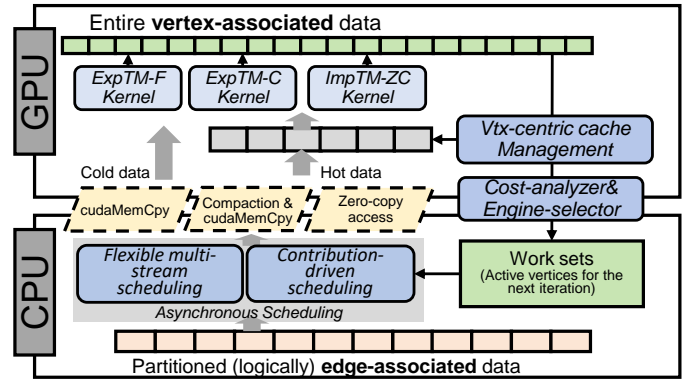 Entire vertex-associated data
GPU
ExpTM-F
Kernel
ExpTM-C
Kernel
ImpTM-ZC
Kernel
Vtx-centric cache
Management
Cold data
Hot data
cudaMemCpy
Compaction &
cudaMemCpy
Zero-copy
access
Cost-analyzer&
Engine-selector
CPU
Flexible multi-
stream
scheduling
Contribution-
driven
scheduling
Asynchronous Scheduling
Work sets
(Active vertices for the
next iteration)
Partitioned (logically) edge-associated data